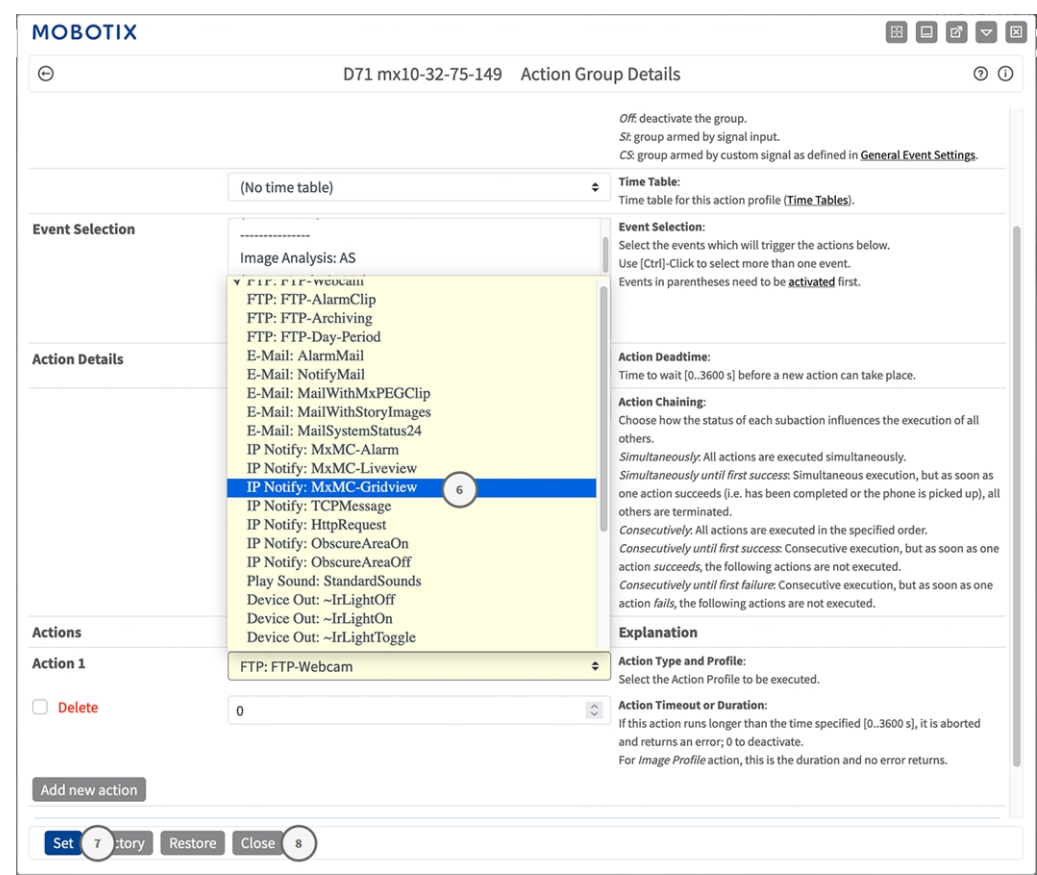 MOBOTIX
D71 mx10-32-75-149 Action Group Details
Off: deactivate the group.
SI: group armed by signal input.
CS: group armed by custom signal as defined in General Event Settings.
(No time table)
Time Table:
Time table for this action profile (Time Tables).
Event Selection
---------------
Image Analysis: AS
Event Selection:
Select the events which will trigger the actions below.
Use [Ctrl]-Click to select more than one event.
Events in parentheses need to be activated first.
FTP: FTP-Webcam
FTP: FTP-AlarmClip
FTP: FTP-Archiving
FTP: FTP-Day-Period
E-Mail: AlarmMail
E-Mail: NotifyMail
E-Mail: MailWithMxPEGClip
E-Mail: MailWithStoryImages
E-Mail: MailSystemStatus24
IP Notify: MxMC-Alarm
IP Notify: MxMC-Liveview
IP Notify: MxMC-Gridview
6
IP Notify: TCPMessage
IP Notify: HttpRequest
IP Notify: ObscureAreaOn
IP Notify: ObscureAreaOff
Play Sound: StandardSounds
Device Out: ~IrLightOff
Device Out: ~IrLightOn
Device Out: ~IrLightToggle
Action Details
Action Deadtime:
Time to wait [0..3600 s] before a new action can take place.
Action Chaining:
Choose how the status of each subaction influences the execution of all
others.
Simultaneously: All actions are executed simultaneously.
Simultaneously until first success: Simultaneous execution, but as soon as
one action succeeds (i.e. has been completed or the phone is picked up), all
others are terminated.
Consecutively: All actions are executed in the specified order.
Consecutively until first success: Consecutive execution, but as soon as one
action succeeds, the following actions are not executed.
Consecutively until first failure: Consecutive execution, but as soon as one
action fails, the following actions are not executed.
Actions
Explanation
Action 1
FTP: FTP-Webcam
Action Type and Profile:
Select the Action Profile to be executed.
Delete
0
Action Timeout or Duration:
If this action runs longer than the time specified [0..3600 s], it is aborted
and returns an error; 0 to deactivate.
For Image Profile action, this is the duration and no error returns.
Add new action
Set
7
tory
Restore
Close
8